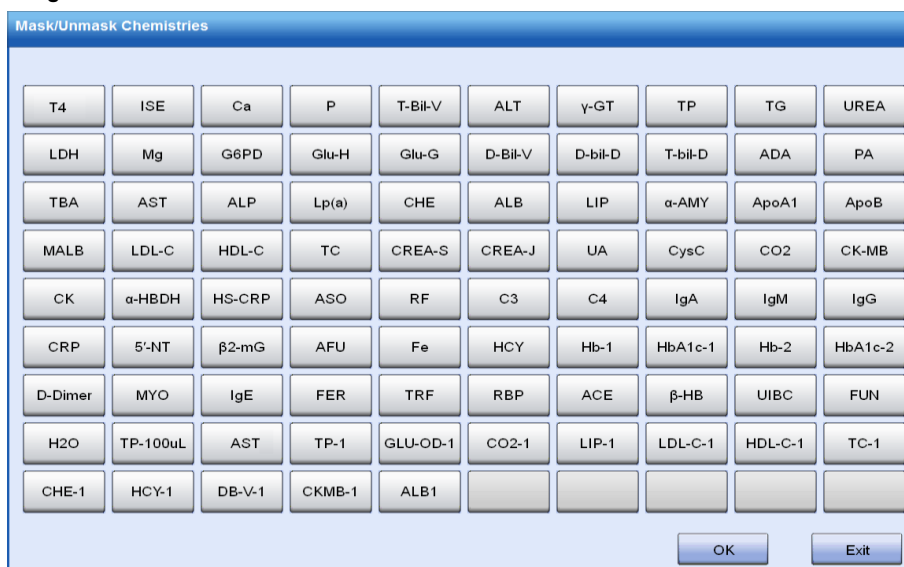 Mask/Unmask Chemistries
T4 ISE Ca P T-Bil-V ALT γ-GT TP TG UREA
LDH Mg G6PD Glu-H Glu-G D-Bil-V D-bil-D T-bil-D ADA PA
TBA AST ALP Lp(a) CHE ALB LIP α-AMY ApoA1 ApoB
MALB LDL-C HDL-C TC CREA-S CREA-J UA CysC CO2 CK-MB
CK α-HBDH HS-CRP ASO RF C3 C4 IgA IgM IgG
CRP 5'-NT β2-mG AFU Fe HCY Hb-1 HbA1c-1 Hb-2 HbA1c-2
D-Dimer MYO IgE FER TRF RBP ACE β-HB UIBC FUN
H2O TP-100uL AST TP-1 GLU-OD-1 CO2-1 LIP-1 LDL-C-1 HDL-C-1 TC-1
CHE-1 HCY-1 DB-V-1 CKMB-1 ALB1
OK Exit